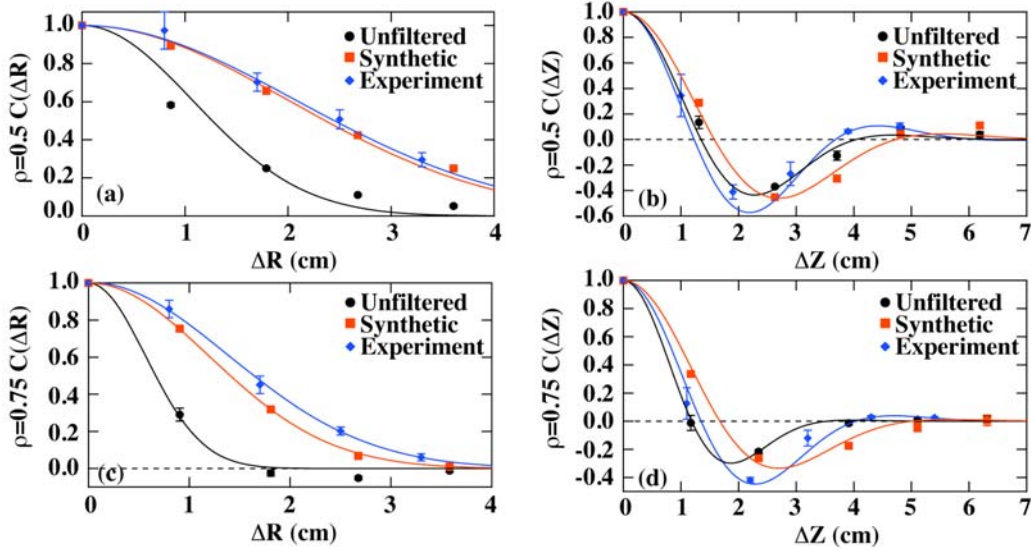 1.0
0.8
0.6
0.4
0.2
0.0
ρ=0.5 C(ΔR)
Unfiltered
Synthetic
Experiment
(a)
0 1 2 3 4
ΔR (cm)
1.0
0.8
0.6
0.4
0.2
0.0
-0.2
-0.4
-0.6
ρ=0.5 C(ΔZ)
Unfiltered
Synthetic
Experiment
(b)
0 1 2 3 4 5 6 7
ΔZ (cm)
1.0
0.8
0.6
0.4
0.2
0.0
ρ=0.75 C(ΔR)
Unfiltered
Synthetic
Experiment
(c)
0 1 2 3 4
ΔR (cm)
1.0
0.8
0.6
0.4
0.2
0.0
-0.2
-0.4
ρ=0.75 C(ΔZ)
Unfiltered
Synthetic
Experiment
(d)
0 1 2 3 4 5 6 7
ΔZ (cm)